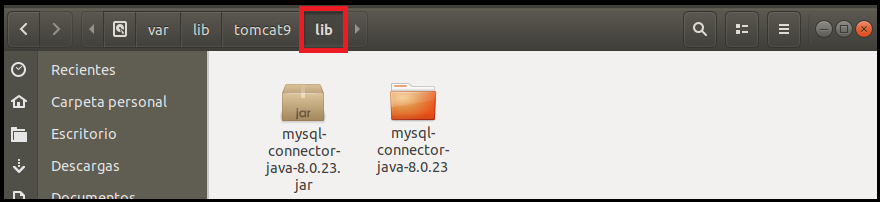 var lib tomcat9 lib
Recientes
Carpeta personal
Escritorio
Descargas
Documentos
jar
mysql-
connector-
java-8.0.23.
jar
mysql-
connector-
java-8.0.23